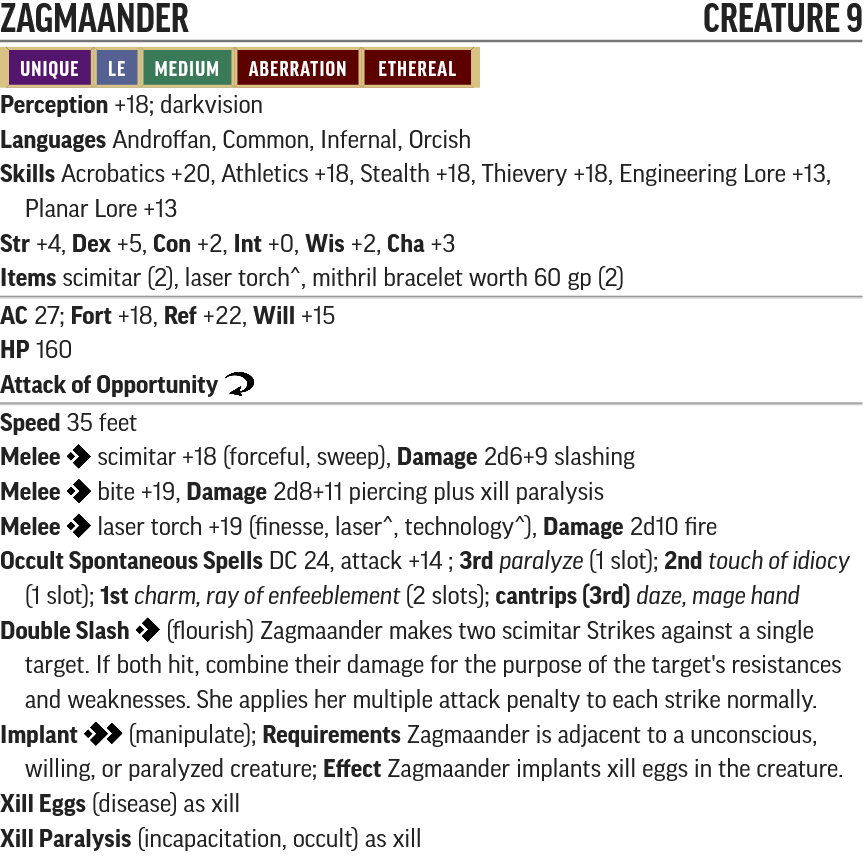 ZAGMAANDER CREATURE 9
UNIQUE LE MEDIUM ABERRATION ETHEREAL
Perception +18; darkvision
Languages Androffan, Common, Infernal, Orcish
Skills Acrobatics +20, Athletics +18, Stealth +18, Thievery +18, Engineering Lore +13,
Planar Lore +13
Str +4, Dex +5, Con +2, Int +0, Wis +2, Cha +3
Items scimitar (2), laser torch^, mithril bracelet worth 60 gp (2)
AC 27; Fort +18, Ref +22, Will +15
HP 160
Attack of Opportunity
Speed 35 feet
Melee scimitar +18 (forceful, sweep), Damage 2d6+9 slashing
Melee bite +19, Damage 2d8+11 piercing plus xill paralysis
Melee laser torch +19 (finesse, laser^, technology^), Damage 2d10 fire
Occult Spontaneous Spells DC 24, attack +14 ; 3rd paralyze (1 slot); 2nd touch of idiocy
(1 slot); 1st charm, ray of enfeeblement (2 slots); cantrips (3rd) daze, mage hand
Double Slash (flourish) Zagmaander makes two scimitar Strikes against a single
target. If both hit, combine their damage for the purpose of the target's resistances
and weaknesses. She applies her multiple attack penalty to each strike normally.
Implant (manipulate); Requirements Zagmaander is adjacent to a unconscious,
willing, or paralyzed creature; Effect Zagmaander implants xill eggs in the creature.
Xill Eggs (disease) as xill
Xill Paralysis (incapacitation, occult) as xill